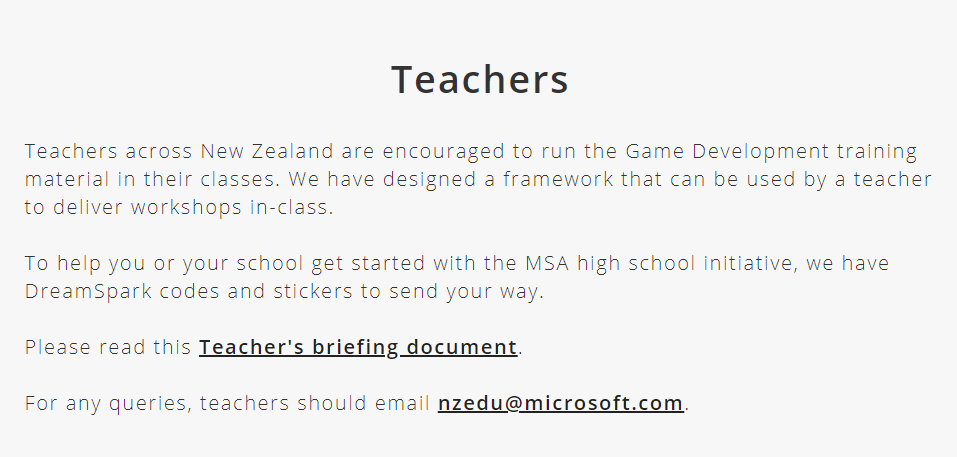 Teachers
Teachers across New Zealand are encouraged to run the Game Development training
material in their classes. We have designed a framework that can be used by a teacher
to deliver workshops in-class.
To help you or your school get started with the MSA high school initiative, we have
DreamSpark codes and stickers to send your way.
Please read this Teacher's briefing document.
For any queries, teachers should email nzedu@microsoft.com.